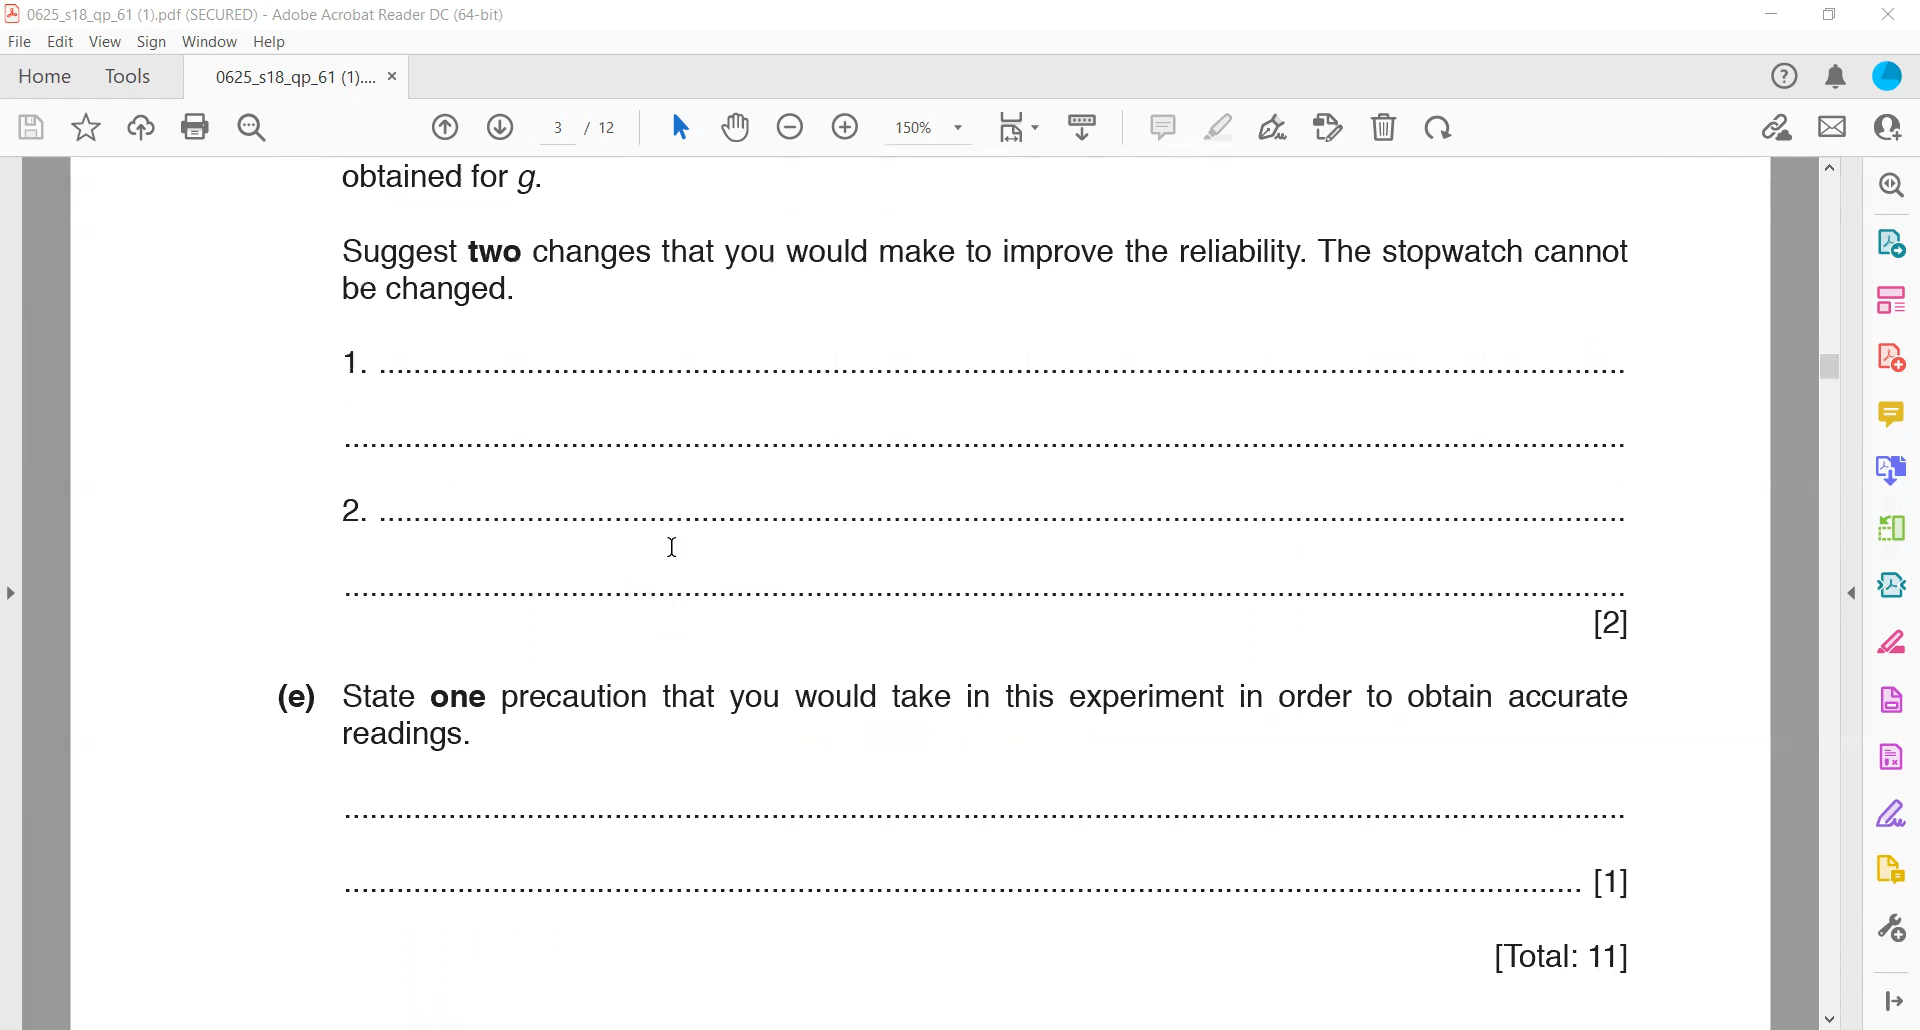 0625_s18_qp_61 (1).pdf (SECURED) - Adobe Acrobat Reader DC (64-bit)
File Edit View Sign Window Help
Home Tools 0625_s18_qp_61 (1).... ×
3 / 12 150%
obtained for g.
Suggest two changes that you would make to improve the reliability. The stopwatch cannot
be changed.
1. ..........................................................................................
..........................................................................................
2. ..........................................................................................
..........................................................................................
[2]
(e) State one precaution that you would take in this experiment in order to obtain accurate
readings.
..........................................................................................
.......................................................................................... [1]
[Total: 11]